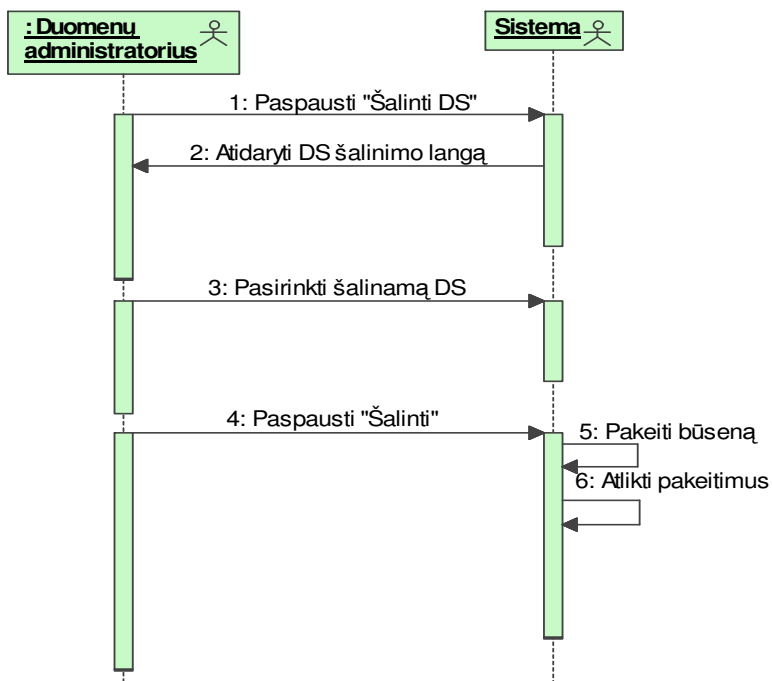 : Duomenų
administratorius
Sistema
1: Paspausti "Šalinti DS"
2: Atidaryti DS šalinimo langą
3: Pasirinkti šalinamą DS
4: Paspausti "Šalinti"
5: Pakeiti būseną
6: Atlikti pakeitimus